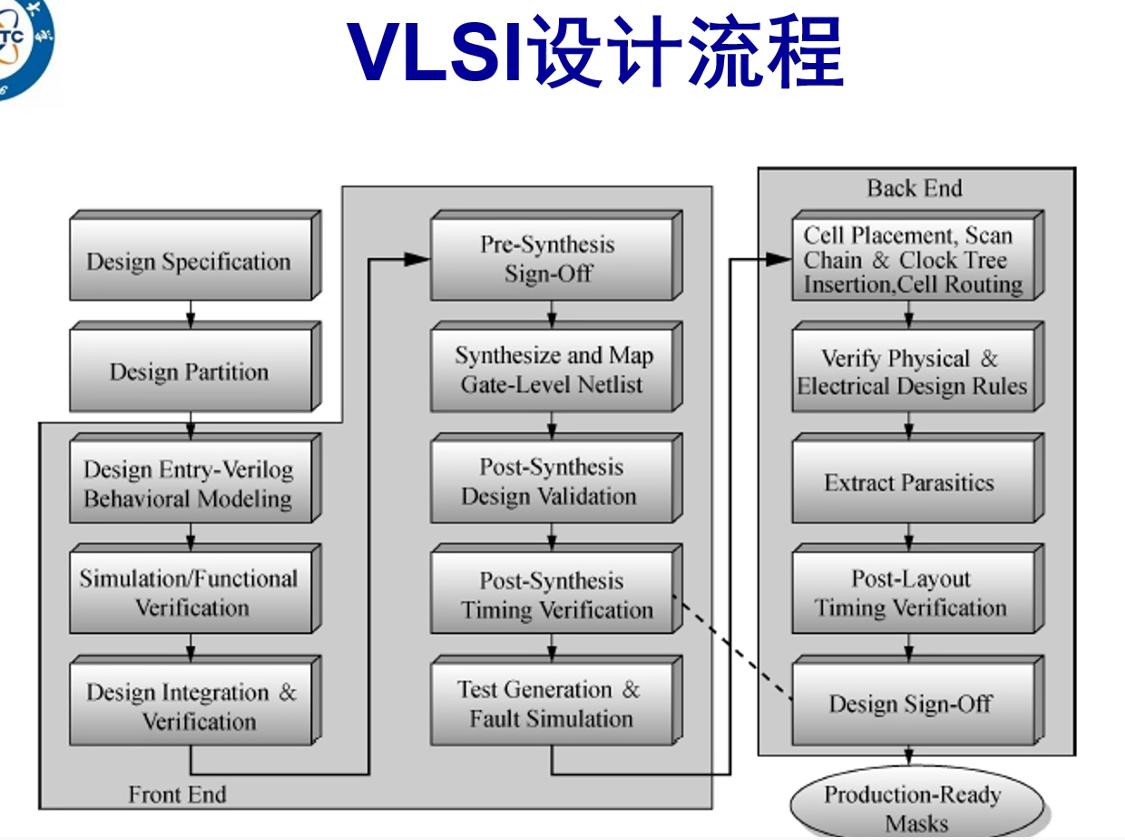 TC
VLSI设计流程
Design Specification
Design Partition
Design Entry-Verilog
Behavioral Modeling
Simulation/Functional
Verification
Design Integration &
Verification
Front End
Pre-Synthesis
Sign-Off
Synthesize and Map
Gate-Level Netlist
Post-Synthesis
Design Validation
Post-Synthesis
Timing Verification
Test Generation &
Fault Simulation
Back End
Cell Placement, Scan
Chain & Clock Tree
Insertion,Cell Routing
Verify Physical &
Electrical Design Rules
Extract Parasitics
Post-Layout
Timing Verification
Design Sign-Off
Production-Ready
Masks